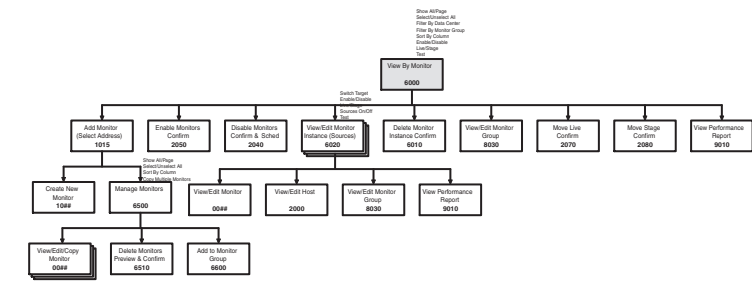 Show All/Page
Select/Unselect All
Filter By Data Center
Filter By Monitor Group
Sort By Column
Enable/Disable
Live/Stage
Test
View By Monitor
6000
Switch Target
Enable/Disable
Live/Stage
Sources On/Off
Test
Add Monitor
(Select Address)
1015
Enable Monitors
Confirm
2050
Disable Monitors
Confirm & Sched
2040
View/Edit Monitor
Instance (Sources)
6020
Delete Monitor
Instance Confirm
6010
View/Edit Monitor
Group
8030
Move Live
Confirm
2070
Move Stage
Confirm
2080
View Performance
Report
9010
Show All/Page
Select/Unselect All
Sort By Column
Copy Multiple Monitors
Create New
Monitor
10##
Manage Monitors
6500
View/Edit Monitor
00##
View/Edit Host
2000
View/Edit Monitor
Group
8030
View Performance
Report
9010
View/Edit/Copy
Monitor
00##
Delete Monitors
Preview & Confirm
6510
Add to Monitor
Group
6600